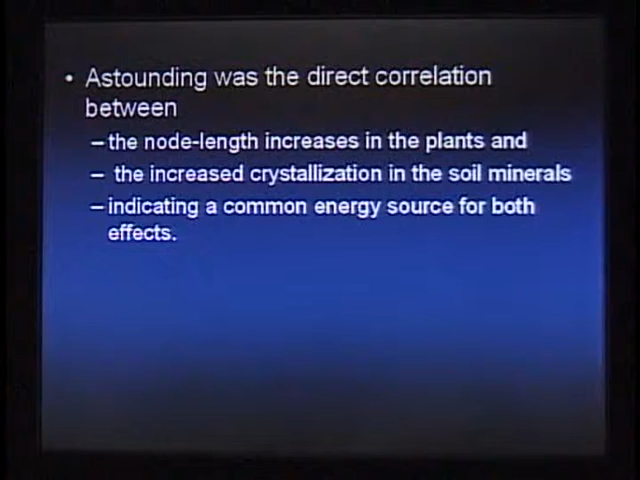 • Astounding was the direct correlation
between
– the node-length increases in the plants and
– the increased crystallization in the soil minerals
– indicating a common energy source for both
effects.